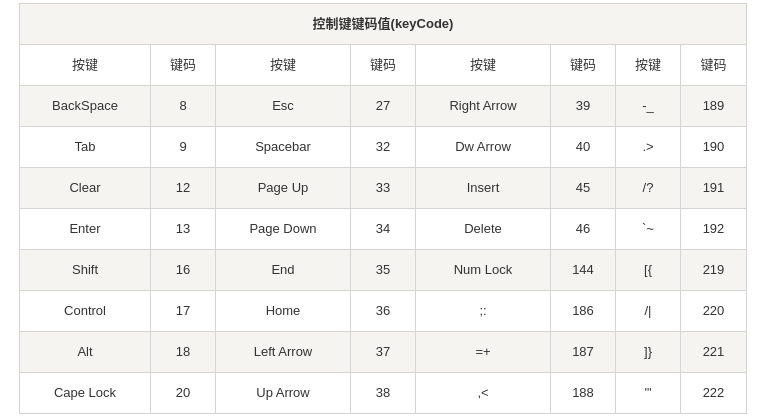 控制键键码值(keyCode)
按键 键码 按键 键码 按键 键码 按键 键码
BackSpace 8 Esc 27 Right Arrow 39 -_ 189
Tab 9 Spacebar 32 Dw Arrow 40 .> 190
Clear 12 Page Up 33 Insert 45 /? 191
Enter 13 Page Down 34 Delete 46 `~ 192
Shift 16 End 35 Num Lock 144 [{ 219
Control 17 Home 36 ;: 186 /| 220
Alt 18 Left Arrow 37 =+ 187 ]} 221
Cape Lock 20 Up Arrow 38 ,< 188 '" 222